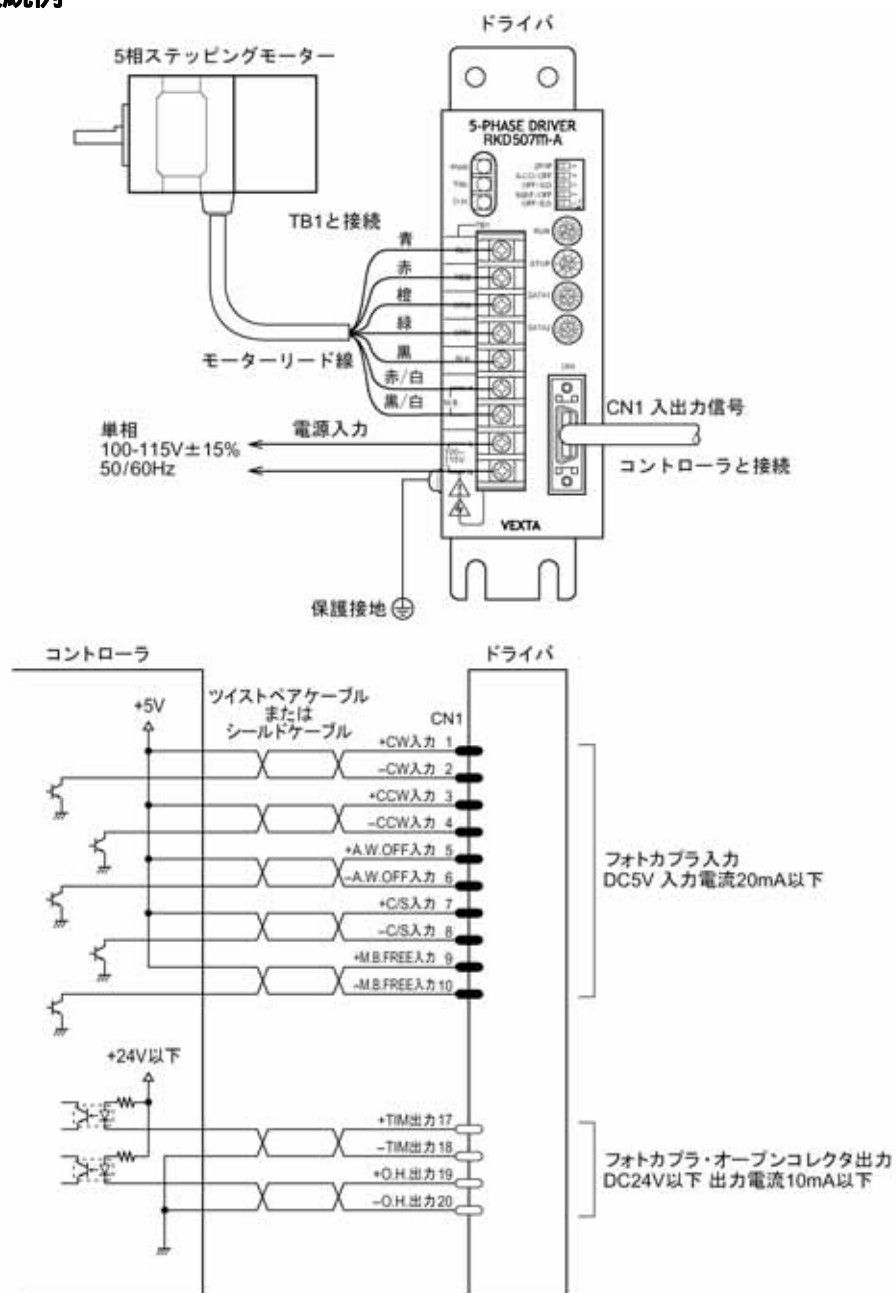 ドライバ
5相ステッピングモーター
5-PHASE DRIVER
RKD507M-A
TB1と接続
TB1
RUN
STOP
DATA1
DATA2
青
赤
橙
緑
黒
赤/白
黒/白
モーターリード線
M.B.
CN1 入出力信号
コントローラと接続
電源入力
単相
100-115V±15%
50/60Hz
VEXTA
保護接地
コントローラ
ドライバ
+5V
ツイストペアケーブル
または
シールドケーブル
CN1
+CW入力 1
−CW入力 2
+CCW入力 3
−CCW入力 4
+A.W.OFF入力 5
−A.W.OFF入力 6
+C/S入力 7
−C/S入力 8
+M.B.FREE入力 9
−M.B.FREE入力 10
フォトカプラ入力
DC5V 入力電流20mA以下
+24V以下
+TIM出力 17
−TIM出力 18
+O.H.出力 19
−O.H.出力 20
フォトカプラ・オープンコレクタ出力
DC24V以下 出力電流10mA以下